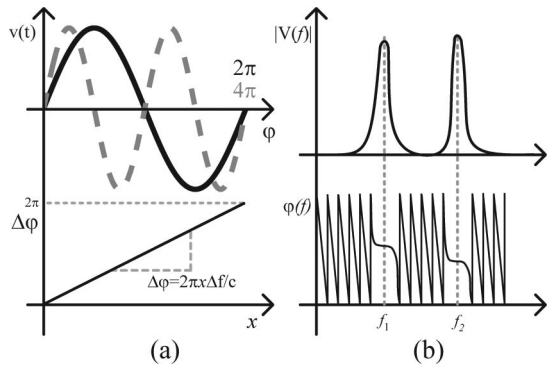 v(t)
2π
4π
φ
2π
Δφ
Δφ=2πxΔf/c
x
(a)
|V(f)|
φ(f)
f₁
f₂
(b)